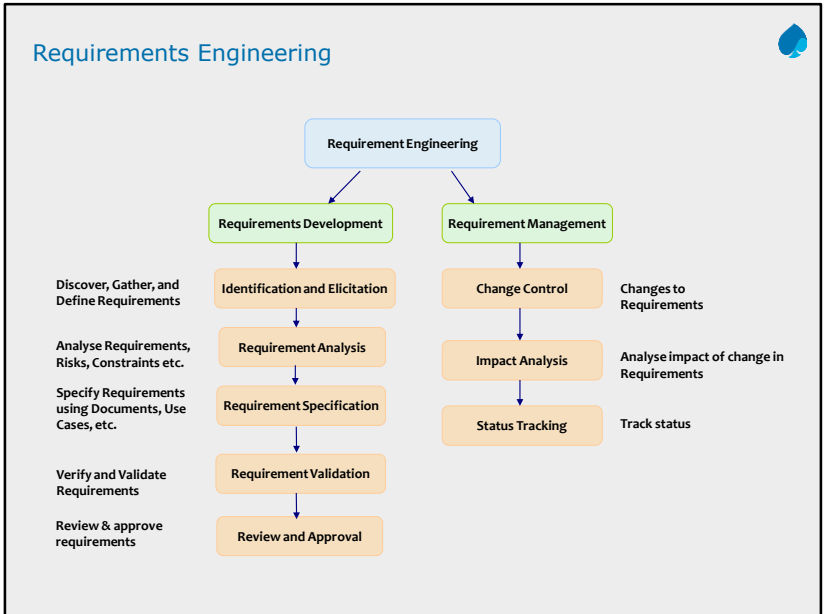 Requirements Engineering
Requirement Engineering
Requirements Development
Requirement Management
Discover, Gather, and
Define Requirements
Identification and Elicitation
Change Control
Changes to
Requirements
Analyse Requirements,
Risks, Constraints etc.
Requirement Analysis
Impact Analysis
Analyse impact of change in
Requirements
Specify Requirements
using Documents, Use
Cases, etc.
Requirement Specification
Status Tracking
Track status
Verify and Validate
Requirements
Requirement Validation
Review & approve
requirements
Review and Approval